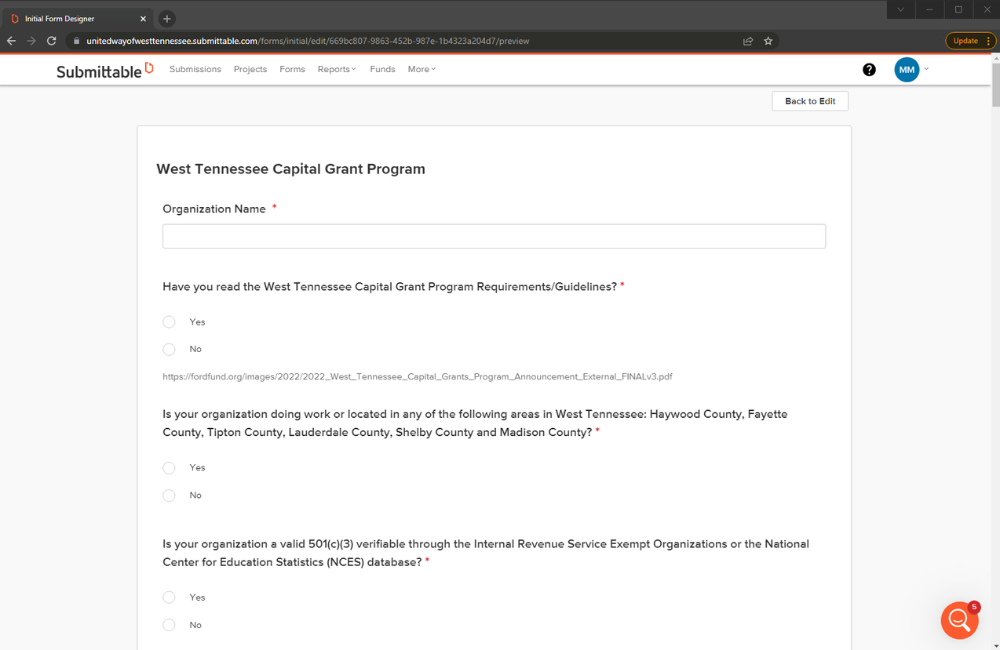 Initial Form Designer
unitedwayofwesttennessee.submittable.com/forms/initial/edit/669bc807-9863-452b-987e-1b4323a204d7/preview
Update
Submittable
Submissions Projects Forms Reports Funds More
?
MM
Back to Edit
West Tennessee Capital Grant Program
Organization Name *
Have you read the West Tennessee Capital Grant Program Requirements/Guidelines? *
Yes
No
https://fordfund.org/images/2022/2022_West_Tennessee_Capital_Grants_Program_Announcement_External_FINALv3.pdf
Is your organization doing work or located in any of the following areas in West Tennessee: Haywood County, Fayette
County, Tipton County, Lauderdale County, Shelby County and Madison County? *
Yes
No
Is your organization a valid 501(c)(3) verifiable through the Internal Revenue Service Exempt Organizations or the National
Center for Education Statistics (NCES) database? *
Yes
No
5